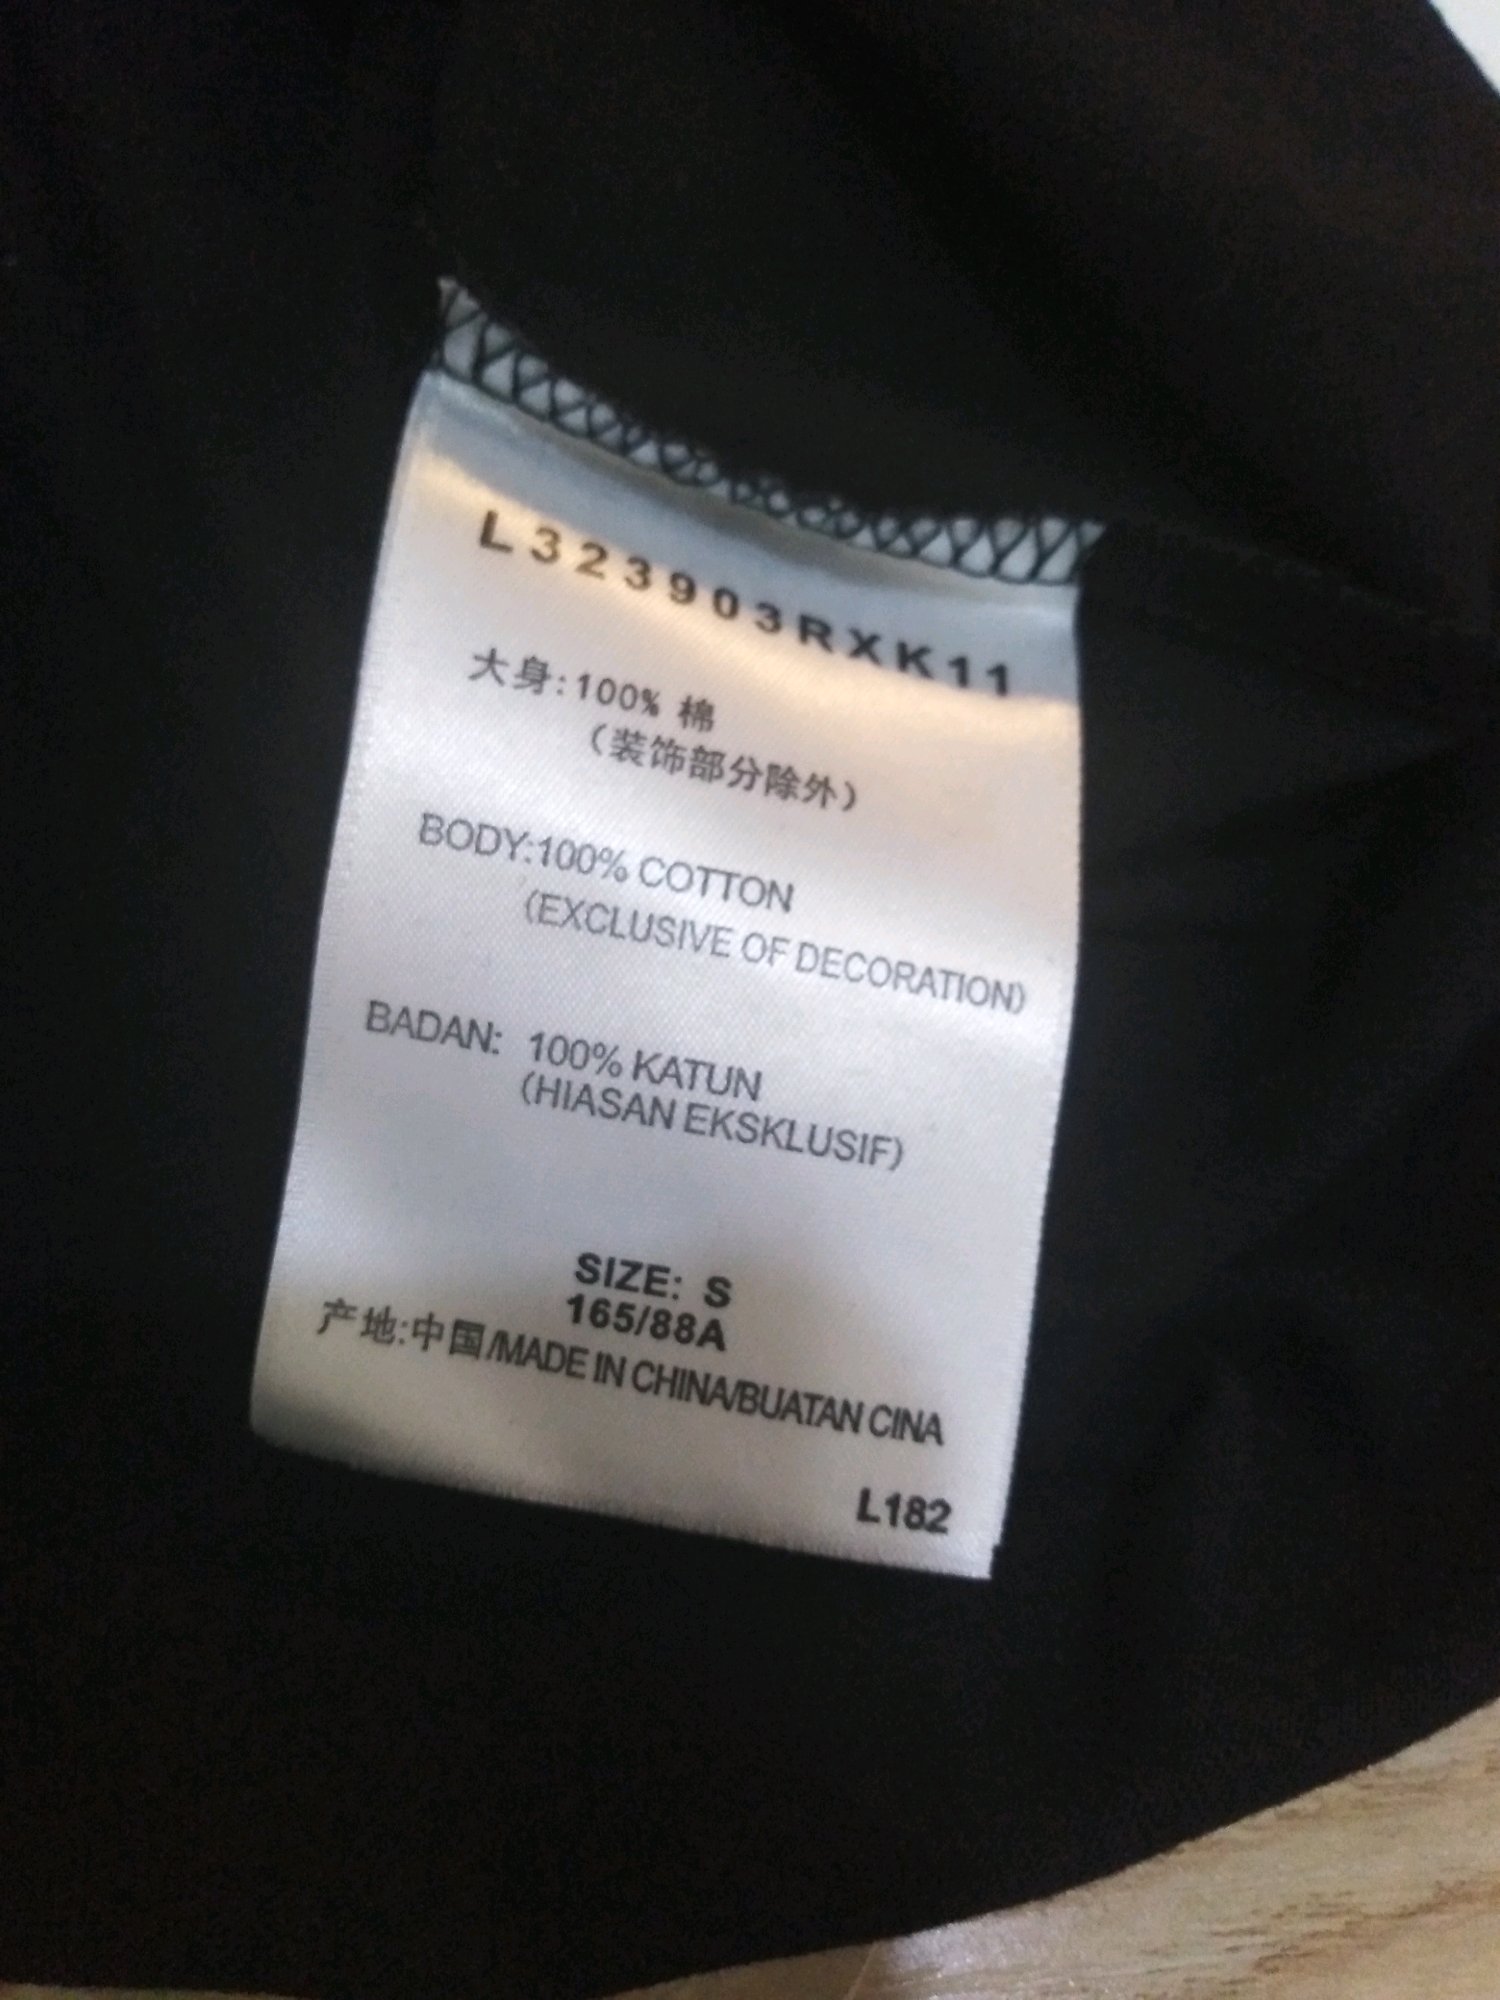 L323903RXK11
大身:100% 棉
(装饰部分除外)
BODY:100% COTTON
(EXCLUSIVE OF DECORATION)
BADAN: 100% KATUN
(HIASAN EKSKLUSIF)
SIZE: S
165/88A
产地:中国/MADE IN CHINA/BUATAN CINA
L182